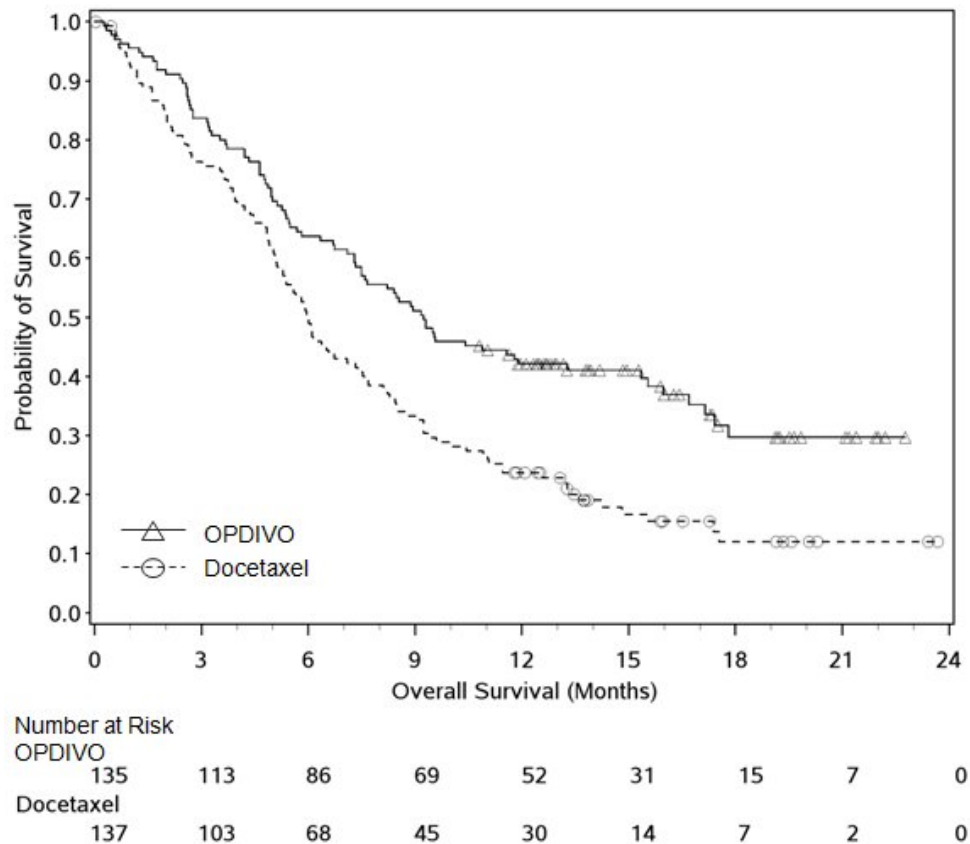 1.0
0.9
0.8
0.7
0.6
0.5
0.4
0.3
0.2
0.1
0.0
Probability of Survival
OPDIVO
Docetaxel
0 3 6 9 12 15 18 21 24
Overall Survival (Months)
Number at Risk
OPDIVO
135 113 86 69 52 31 15 7 0
Docetaxel
137 103 68 45 30 14 7 2 0